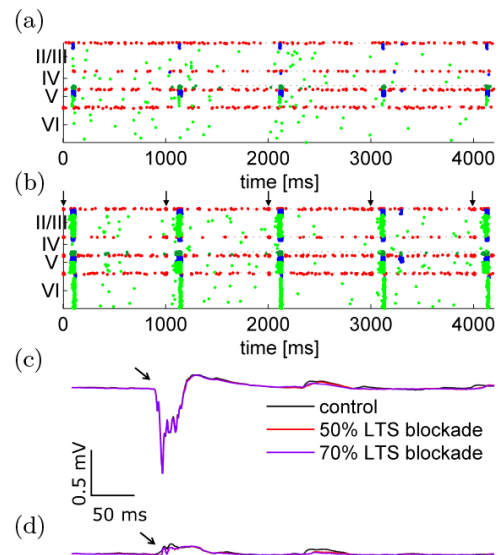 (a)
II/III
IV
V
VI
0 1000 2000 3000 4000
time [ms]
(b)
II/III
IV
V
VI
0 1000 2000 3000 4000
time [ms]
(c)
control
50% LTS blockade
70% LTS blockade
0.5 mV
50 ms
(d)